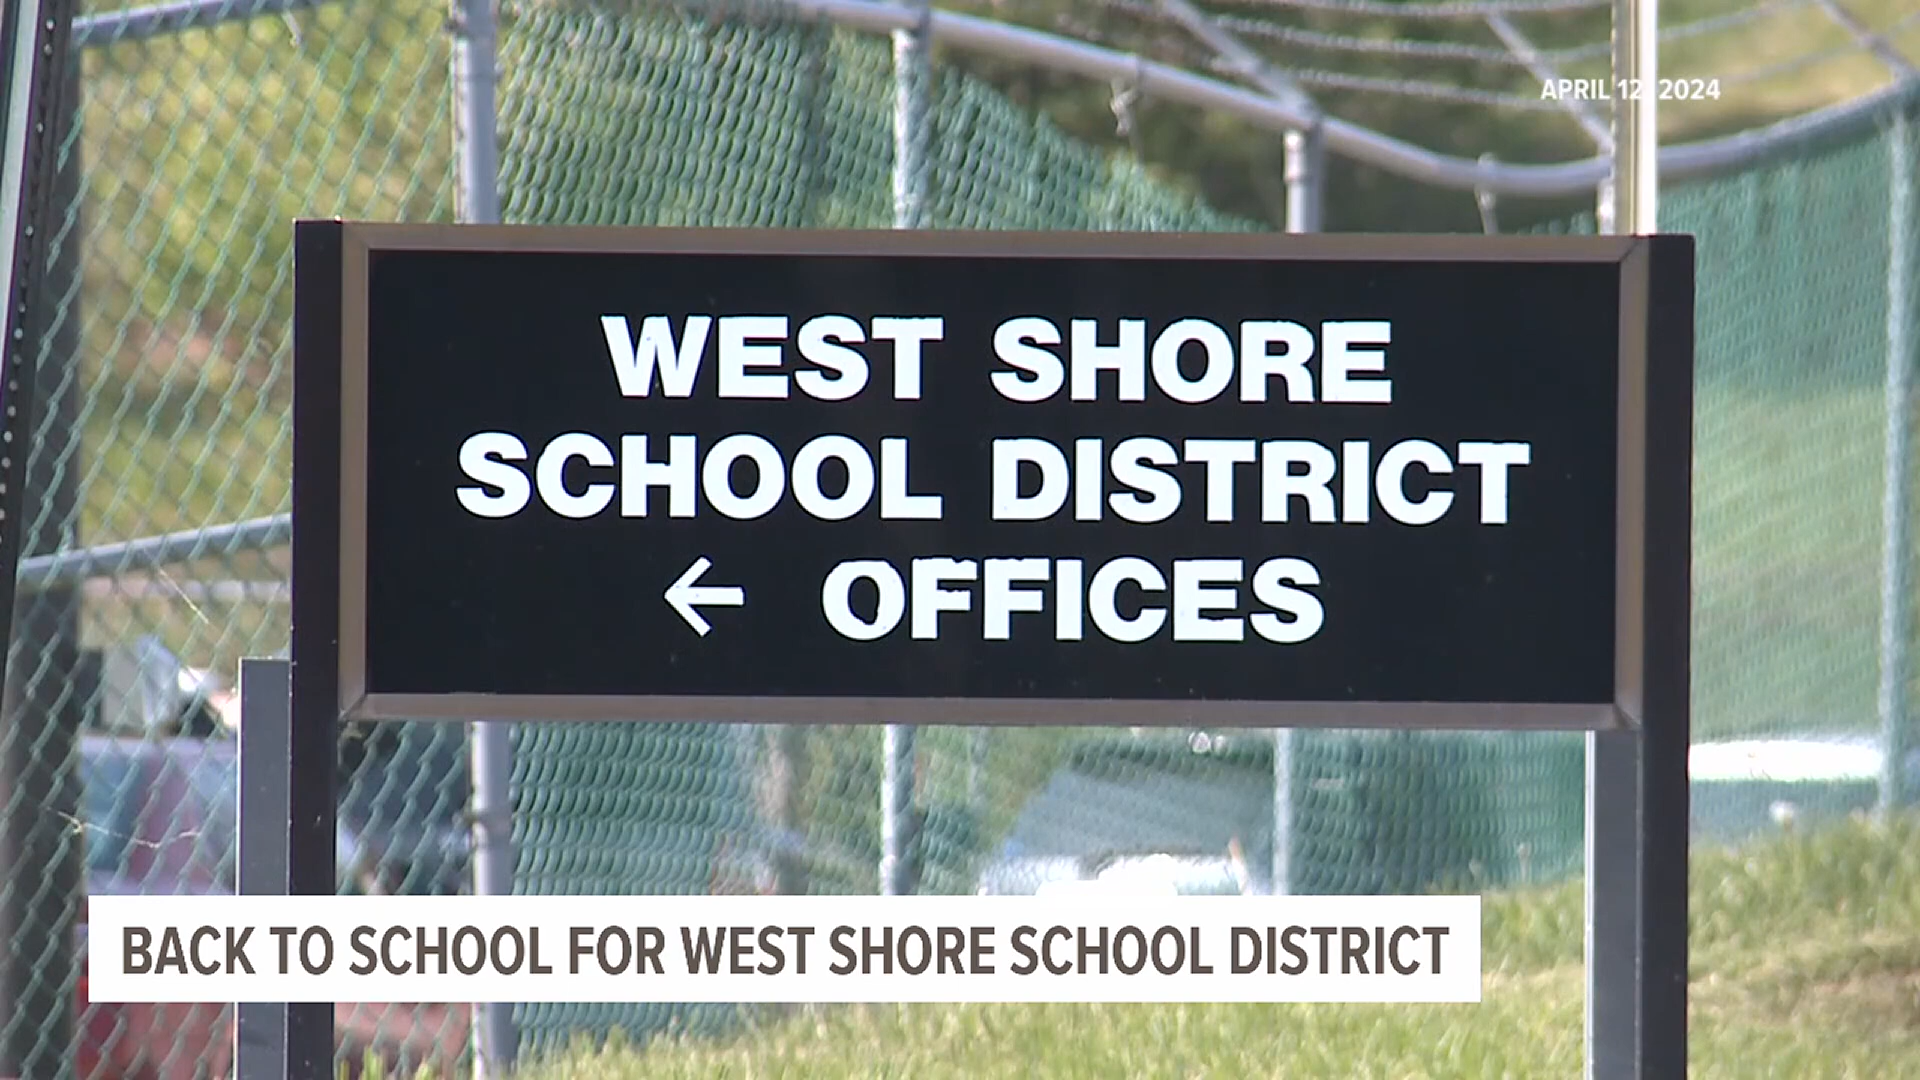 APRIL 12, 2024
WEST SHORE
SCHOOL DISTRICT
← OFFICES
BACK TO SCHOOL FOR WEST SHORE SCHOOL DISTRICT